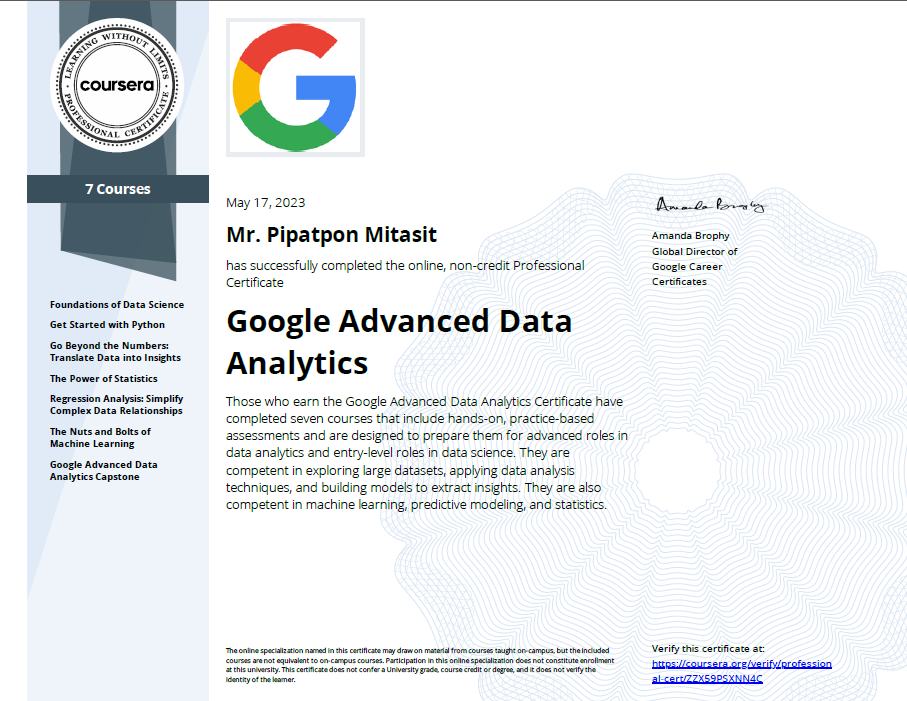 LEARNING WITHOUT LIMITS
coursera
PROFESSIONAL CERTIFICATE
7 Courses
Foundations of Data Science
Get Started with Python
Go Beyond the Numbers:
Translate Data into Insights
The Power of Statistics
Regression Analysis: Simplify
Complex Data Relationships
The Nuts and Bolts of
Machine Learning
Google Advanced Data
Analytics Capstone
G
May 17, 2023
Mr. Pipatpon Mitasit
has successfully completed the online, non-credit Professional
Certificate
Google Advanced Data
Analytics
Those who earn the Google Advanced Data Analytics Certificate have
completed seven courses that include hands-on, practice-based
assessments and are designed to prepare them for advanced roles in
data analytics and entry-level roles in data science. They are
competent in exploring large datasets, applying data analysis
techniques, and building models to extract insights. They are also
competent in machine learning, predictive modeling, and statistics.
Amanda Brophy
Amanda Brophy
Global Director of
Google Career
Certificates
The online specialization named in this certificate may draw on material from courses taught on-campus, but the included
courses are not equivalent to on-campus courses. Participation in this online specialization does not constitute enrollment
at this university. This certificate does not confer a University grade, course credit or degree, and it does not verify the
identity of the learner.
Verify this certificate at:
https://coursera.org/verify/profession
al-cert/ZZX59PSXNN4C